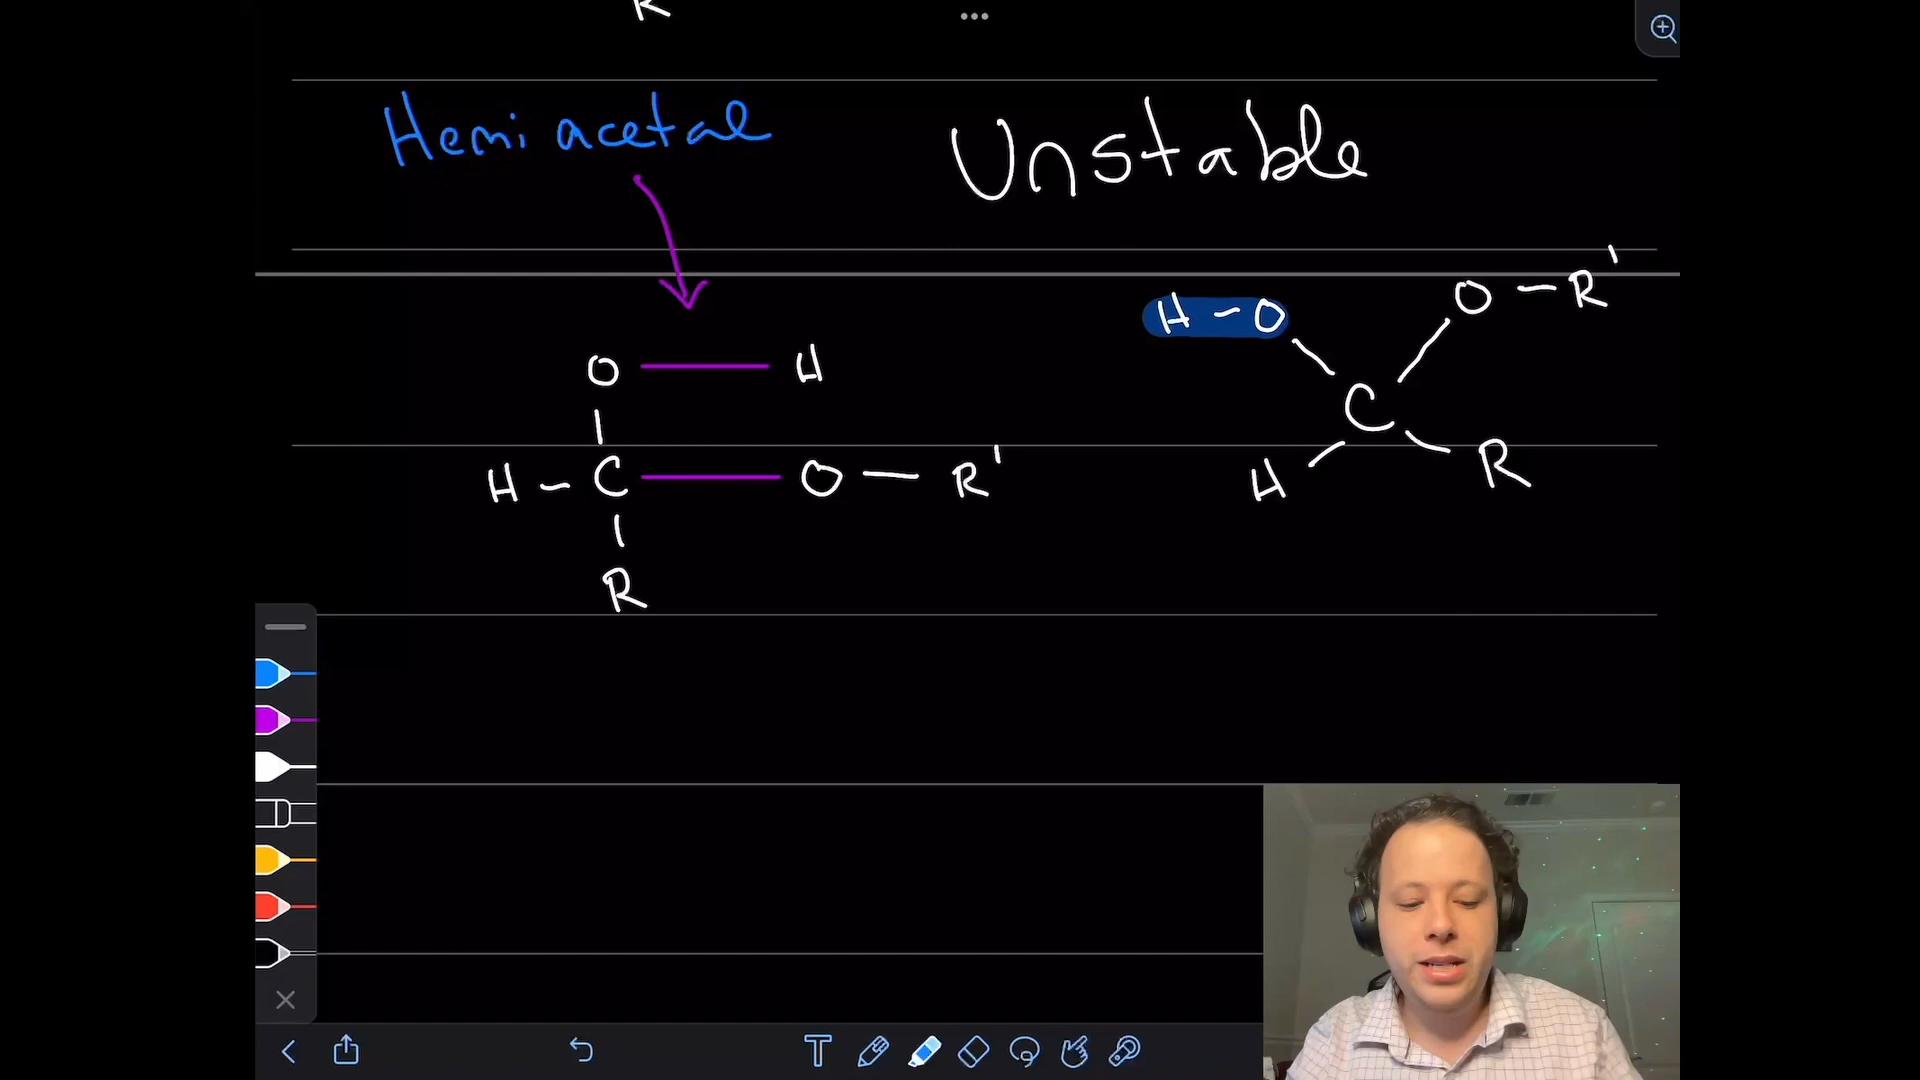 R
Hemi acetal
Unstable
H - O
O - R'
O — H
C
H - C — O — R'
H
R
R
T